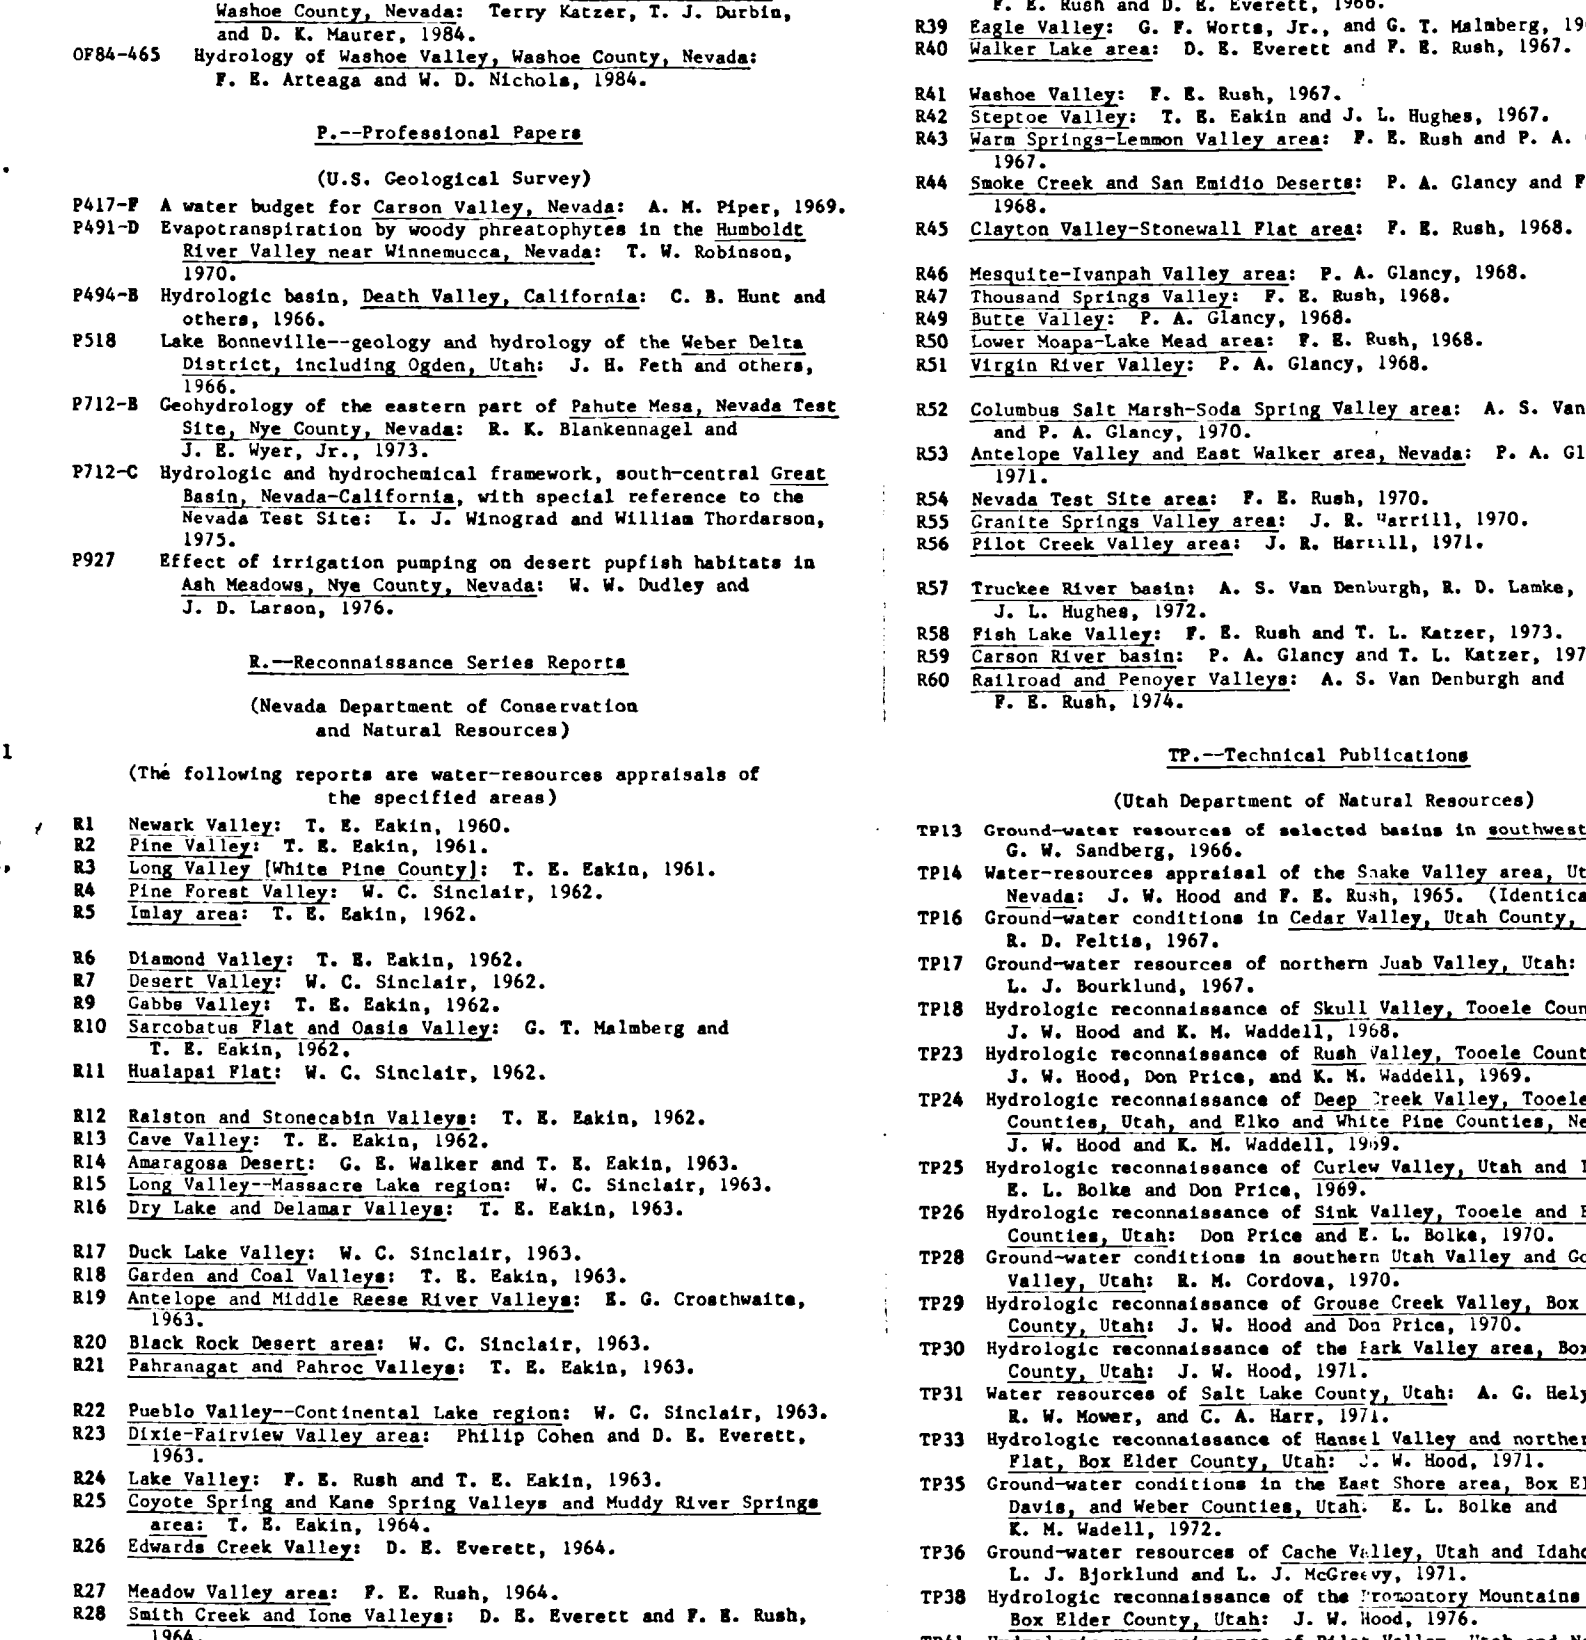 Washoe County, Nevada: Terry Katzer, T. J. Durbin,
and D. K. Maurer, 1984.
OF84-465 Hydrology of Washoe Valley, Washoe County, Nevada:
F. E. Arteaga and W. D. Nichols, 1984.
P.--Professional Papers
(U.S. Geological Survey)
P417-F A water budget for Carson Valley, Nevada: A. M. Piper, 1969.
P491-D Evapotranspiration by woody phreatophytes in the Humboldt
River Valley near Winnemucca, Nevada: T. W. Robinson,
1970.
P494-B Hydrologic basin, Death Valley, California: C. B. Hunt and
others, 1966.
P518 Lake Bonneville--geology and hydrology of the Weber Delta
District, including Ogden, Utah: J. H. Feth and others,
1966.
P712-B Geohydrology of the eastern part of Pahute Mesa, Nevada Test
Site, Nye County, Nevada: R. K. Blankennagel and
J. E. Wyer, Jr., 1973.
P712-C Hydrologic and hydrochemical framework, south-central Great
Basin, Nevada-California, with special reference to the
Nevada Test Site: I. J. Winograd and William Thordarson,
1975.
P927 Effect of irrigation pumping on desert pupfish habitats in
Ash Meadows, Nye County, Nevada: W. W. Dudley and
J. D. Larson, 1976.
R.--Reconnaissance Series Reports
(Nevada Department of Conservation
and Natural Resources)
1
(The following reports are water-resources appraisals of
the specified areas)
R1 Newark Valley: T. E. Eakin, 1960.
R2 Pine Valley: T. E. Eakin, 1961.
R3 Long Valley [White Pine County]: T. E. Eakin, 1961.
R4 Pine Forest Valley: W. C. Sinclair, 1962.
R5 Imlay area: T. E. Eakin, 1962.
R6 Diamond Valley: T. E. Eakin, 1962.
R7 Desert Valley: W. C. Sinclair, 1962.
R9 Gabbs Valley: T. E. Eakin, 1962.
R10 Sarcobatus Flat and Oasis Valley: G. T. Malmberg and
T. E. Eakin, 1962.
R11 Hualapai Flat: W. C. Sinclair, 1962.
R12 Ralston and Stonecabin Valleys: T. E. Eakin, 1962.
R13 Cave Valley: T. E. Eakin, 1962.
R14 Amaragosa Desert: G. E. Walker and T. E. Eakin, 1963.
R15 Long Valley--Massacre Lake region: W. C. Sinclair, 1963.
R16 Dry Lake and Delamar Valleys: T. E. Eakin, 1963.
R17 Duck Lake Valley: W. C. Sinclair, 1963.
R18 Garden and Coal Valleys: T. E. Eakin, 1963.
R19 Antelope and Middle Reese River Valleys: E. G. Crosthwaite,
1963.
R20 Black Rock Desert area: W. C. Sinclair, 1963.
R21 Pahranagat and Pahroc Valleys: T. E. Eakin, 1963.
R22 Pueblo Valley--Continental Lake region: W. C. Sinclair, 1963.
R23 Dixie-Fairview Valley area: Philip Cohen and D. E. Everett,
1963.
R24 Lake Valley: F. E. Rush and T. E. Eakin, 1963.
R25 Coyote Spring and Kane Spring Valleys and Muddy River Springs
area: T. E. Eakin, 1964.
R26 Edwards Creek Valley: D. E. Everett, 1964.
R27 Meadow Valley area: F. E. Rush, 1964.
R28 Smith Creek and Ione Valleys: D. E. Everett and F. E. Rush,
1964.
F. E. Rush and D. E. Everett, 1966.
R39 Eagle Valley: G. F. Worts, Jr., and G. T. Malmberg, 19
R40 Walker Lake area: D. E. Everett and F. E. Rush, 1967.
R41 Washoe Valley: F. E. Rush, 1967.
R42 Steptoe Valley: T. E. Eakin and J. L. Hughes, 1967.
R43 Warm Springs-Lemmon Valley area: F. E. Rush and P. A.
1967.
R44 Smoke Creek and San Emidio Deserts: P. A. Glancy and F
1968.
R45 Clayton Valley-Stonewall Flat area: F. E. Rush, 1968.
R46 Mesquite-Ivanpah Valley area: P. A. Glancy, 1968.
R47 Thousand Springs Valley: F. E. Rush, 1968.
R49 Butte Valley: P. A. Glancy, 1968.
R50 Lower Moapa-Lake Mead area: F. E. Rush, 1968.
R51 Virgin River Valley: P. A. Glancy, 1968.
R52 Columbus Salt Marsh-Soda Spring Valley area: A. S. Van
and P. A. Glancy, 1970.
R53 Antelope Valley and East Walker area, Nevada: P. A. Gl
1971.
R54 Nevada Test Site area: F. E. Rush, 1970.
R55 Granite Springs Valley area: J. R. Harrill, 1970.
R56 Pilot Creek Valley area: J. R. Harrill, 1971.
R57 Truckee River basin: A. S. Van Denburgh, R. D. Lamke,
J. L. Hughes, 1972.
R58 Fish Lake Valley: F. E. Rush and T. L. Katzer, 1973.
R59 Carson River basin: P. A. Glancy and T. L. Katzer, 197
R60 Railroad and Penoyer Valleys: A. S. Van Denburgh and
F. E. Rush, 1974.
TP.--Technical Publications
(Utah Department of Natural Resources)
TP13 Ground-water resources of selected basins in southwest
G. W. Sandberg, 1966.
TP14 Water-resources appraisal of the Snake Valley area, Ut
Nevada: J. W. Hood and F. E. Rush, 1965. (Identica
TP16 Ground-water conditions in Cedar Valley, Utah County,
R. D. Feltis, 1967.
TP17 Ground-water resources of northern Juab Valley, Utah:
L. J. Bourklund, 1967.
TP18 Hydrologic reconnaissance of Skull Valley, Tooele Coun
J. W. Hood and K. M. Waddell, 1968.
TP23 Hydrologic reconnaissance of Rush Valley, Tooele Count
J. W. Hood, Don Price, and K. M. Waddell, 1969.
TP24 Hydrologic reconnaissance of Deep Creek Valley, Tooele
Counties, Utah, and Elko and White Pine Counties, Ne
J. W. Hood and K. M. Waddell, 1969.
TP25 Hydrologic reconnaissance of Curlew Valley, Utah and I
E. L. Bolke and Don Price, 1969.
TP26 Hydrologic reconnaissance of Sink Valley, Tooele and B
Counties, Utah: Don Price and E. L. Bolke, 1970.
TP28 Ground-water conditions in southern Utah Valley and Go
Valley, Utah: R. M. Cordova, 1970.
TP29 Hydrologic reconnaissance of Grouse Creek Valley, Box
County, Utah: J. W. Hood and Don Price, 1970.
TP30 Hydrologic reconnaissance of the Park Valley area, Box
County, Utah: J. W. Hood, 1971.
TP31 Water resources of Salt Lake County, Utah: A. G. Hely
R. W. Mower, and C. A. Harr, 1971.
TP33 Hydrologic reconnaissance of Hansel Valley and norther
Flat, Box Elder County, Utah: J. W. Hood, 1971.
TP35 Ground-water conditions in the East Shore area, Box El
Davis, and Weber Counties, Utah: E. L. Bolke and
K. M. Wadell, 1972.
TP36 Ground-water resources of Cache Valley, Utah and Idaho
L. J. Bjorklund and L. J. McGreevy, 1971.
TP38 Hydrologic reconnaissance of the Promontory Mountains
Box Elder County, Utah: J. W. Hood, 1976.